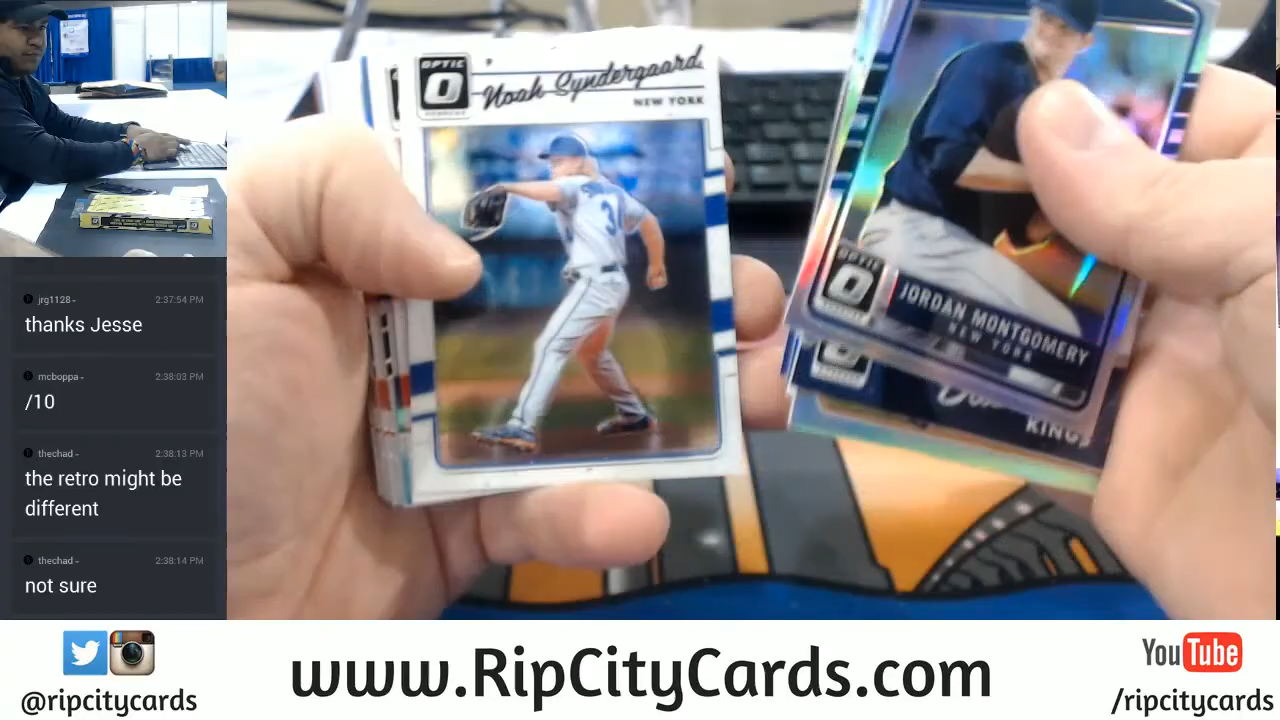 OPTIC
Noah Syndergaard
NEW YORK
OPTIC
JORDAN MONTGOMERY
NEW YORK
KINGS
jrg1128- 2:37:54 PM
thanks Jesse
mcboppa- 2:38:03 PM
/10
thechad- 2:38:13 PM
the retro might be
different
thechad- 2:38:14 PM
not sure
@ripcitycards
www.RipCityCards.com
YouTube
/ripcitycards